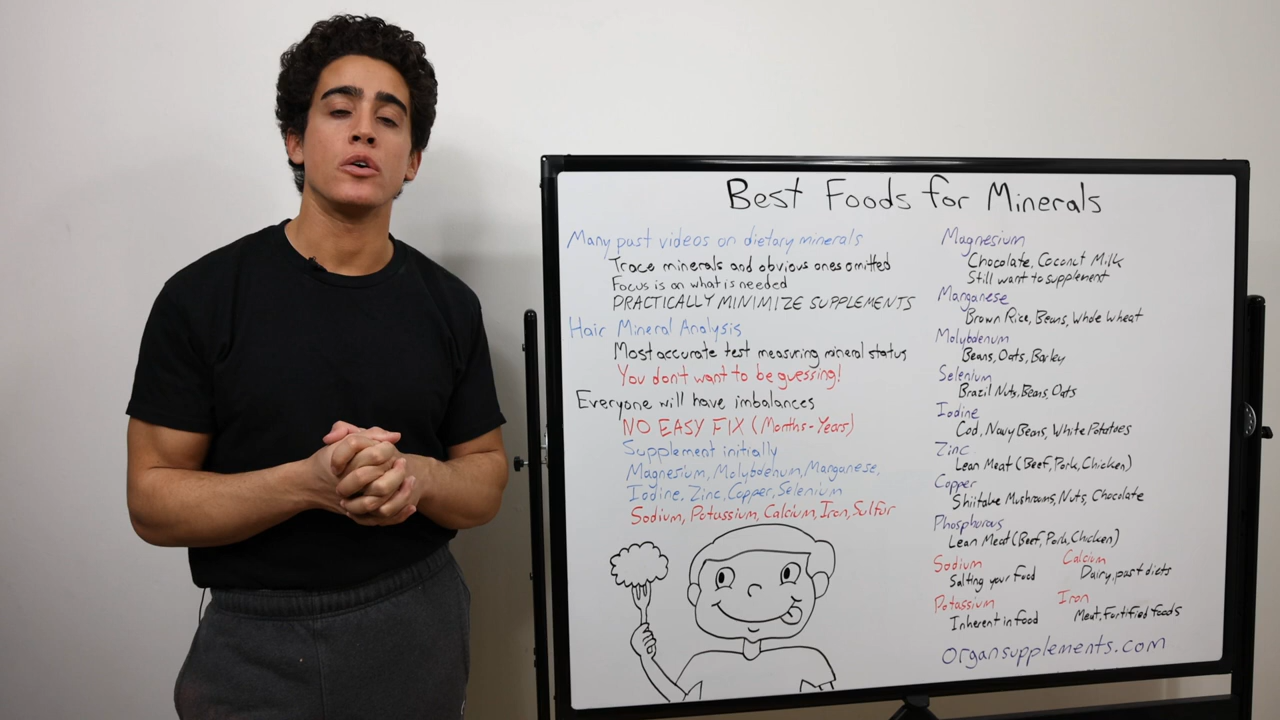 Best Foods for Minerals
Many past videos on dietary minerals
Trace minerals and obvious ones omitted
Focus is on what is needed
PRACTICALLY MINIMIZE SUPPLEMENTS
Hair Mineral Analysis
Most accurate test measuring mineral status
You don't want to be guessing!
Everyone will have imbalances
NO EASY FIX (Months-Years)
Supplement initially
Magnesium, Molybdenum, Manganese,
Iodine, Zinc, Copper, Selenium
Sodium, Potassium, Calcium, Iron, Sulfur
Magnesium
Chocolate, Coconut Milk
Still want to supplement
Manganese
Brown Rice, Beans, Whole Wheat
Molybdenum
Beans, Oats, Barley
Selenium
Brazil Nuts, Beans, Oats
Iodine
Cod, Navy Beans, White Potatoes
Zinc
Lean Meat (Beef, Pork, Chicken)
Copper
Shiitake Mushrooms, Nuts, Chocolate
Phosphorous
Lean Meat (Beef, Pork, Chicken)
Sodium
Salting your food
Calcium
Dairy, past diets
Potassium
Inherent in food
Iron
Meat, Fortified foods
organsupplements.com